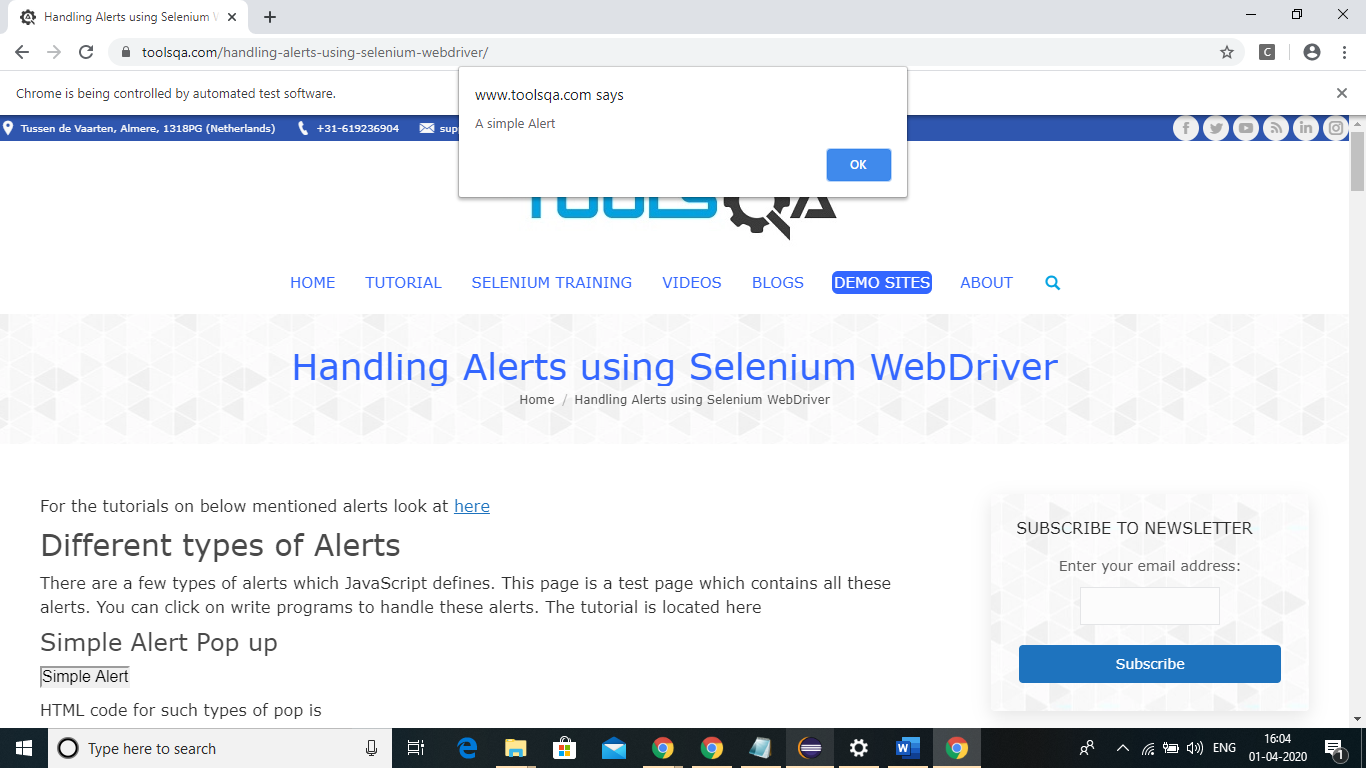 Handling Alerts using Selenium W
toolsqa.com/handling-alerts-using-selenium-webdriver/
C
Chrome is being controlled by automated test software.
www.toolsqa.com says
A simple Alert
OK
Tussen de Vaarten, Almere, 1318PG (Netherlands)
+31-619236904
sup
TOOLSQA
HOME
TUTORIAL
SELENIUM TRAINING
VIDEOS
BLOGS
DEMO SITES
ABOUT
Handling Alerts using Selenium WebDriver
Home / Handling Alerts using Selenium WebDriver
For the tutorials on below mentioned alerts look at here
Different types of Alerts
There are a few types of alerts which JavaScript defines. This page is a test page which contains all these
alerts. You can click on write programs to handle these alerts. The tutorial is located here
Simple Alert Pop up
Simple Alert
HTML code for such types of pop is
SUBSCRIBE TO NEWSLETTER
Enter your email address:
Subscribe
Type here to search
ENG
16:04
01-04-2020
1